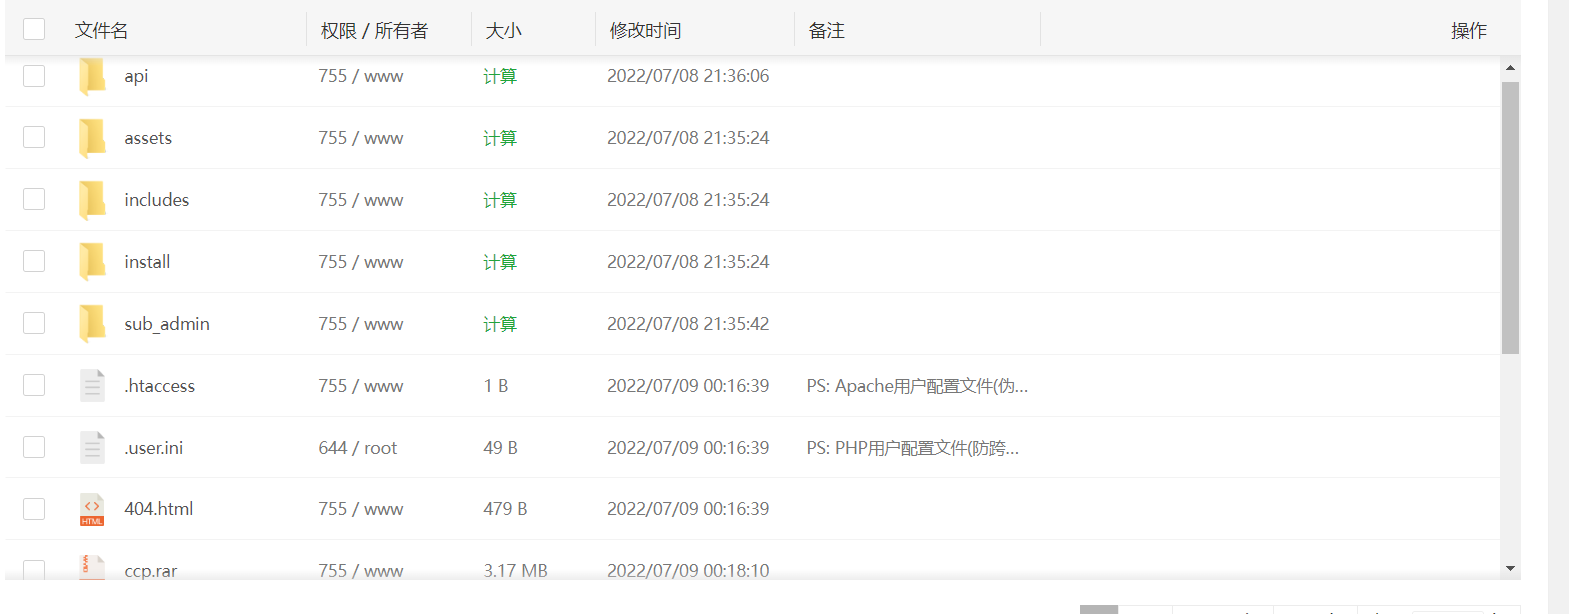 文件名 权限 / 所有者 大小 修改时间 备注 操作
api 755 / www 计算 2022/07/08 21:36:06
assets 755 / www 计算 2022/07/08 21:35:24
includes 755 / www 计算 2022/07/08 21:35:24
install 755 / www 计算 2022/07/08 21:35:24
sub_admin 755 / www 计算 2022/07/08 21:35:42
.htaccess 755 / www 1 B 2022/07/09 00:16:39 PS: Apache用户配置文件(伪...
.user.ini 644 / root 49 B 2022/07/09 00:16:39 PS: PHP用户配置文件(防跨...
HTML 404.html 755 / www 479 B 2022/07/09 00:16:39
ccp.rar 755 / www 3.17 MB 2022/07/09 00:18:10